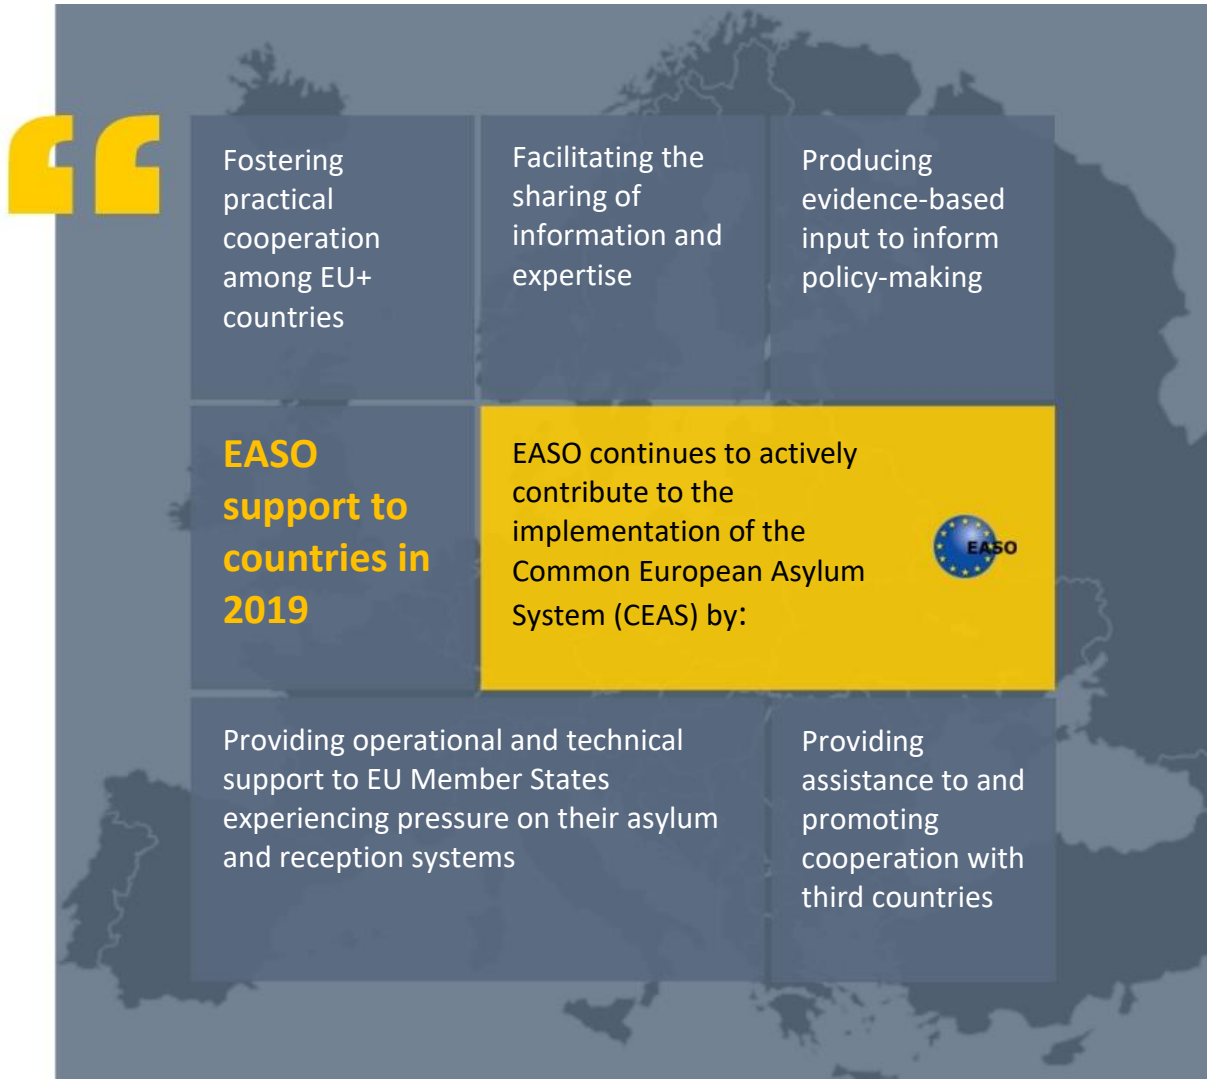 Fostering
practical
cooperation
among EU+
countries
Facilitating the
sharing of
information and
expertise
Producing
evidence-based
input to inform
policy-making
EASO
support to
countries in
2019
EASO continues to actively
contribute to the
implementation of the
Common European Asylum
System (CEAS) by:
EASO
Providing operational and technical
support to EU Member States
experiencing pressure on their asylum
and reception systems
Providing
assistance to and
promoting
cooperation with
third countries